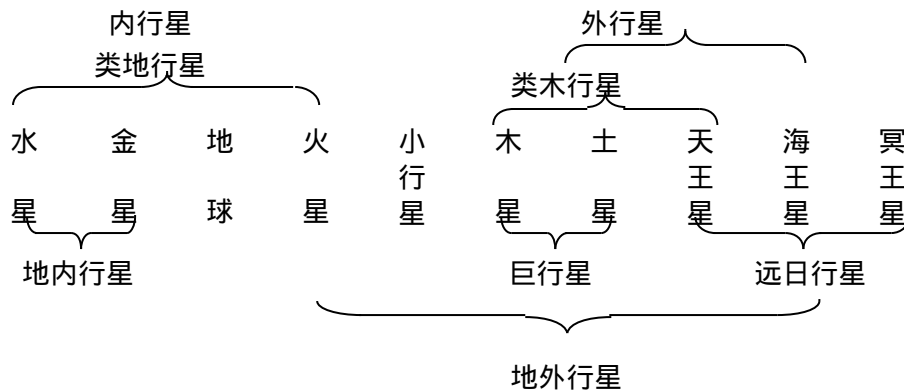 内行星 外行星
类地行星
类木行星
水星 金星 地球 火星 小行星 木星 土星 天王星 海王星 冥王星
地内行星 巨行星 远日行星
地外行星